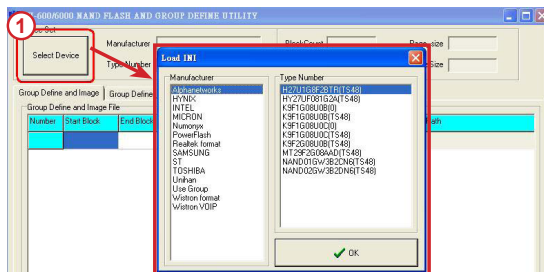 -600/6000 NAND FLASH AND GROUP DEFINE UTILITY
1
Set
Select Device
Manufacturer
Type Number
BlockCount
Page size
Size
Load INI
Manufacturer
Alphanetworks
HYNIX
INTEL
MICRON
Numonyx
PowerFlash
Realtek format
SAMSUNG
ST
TOSHIBA
Unihan
Use Group
Wistron format
Wistron VOIP
Type Number
H27U1G8F2BTR(TS48)
HY27UF081G2A(TS48)
K9F1G08U0B(0)
K9F1G08U0B(TS48)
K9F1G08U0C(0)
K9F1G08U0C(TS48)
K9F2G08U0B(TS48)
MT29F2G08AAD(TS48)
NAND01GW3B2CN6(TS48)
NAND02GW3B2DN6(TS48)
OK
Group Define and Image
Group Define
Group Define and Image File
Number
Start Block
End Block
ath